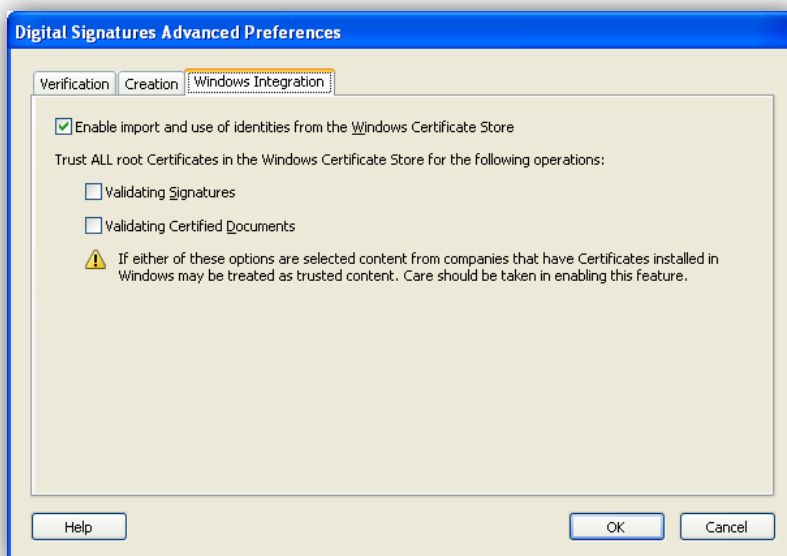 Digital Signatures Advanced Preferences
Verification Creation Windows Integration
Enable import and use of identities from the Windows Certificate Store
Trust ALL root Certificates in the Windows Certificate Store for the following operations:
Validating Signatures
Validating Certified Documents
If either of these options are selected content from companies that have Certificates installed in
Windows may be treated as trusted content. Care should be taken in enabling this feature.
Help OK Cancel